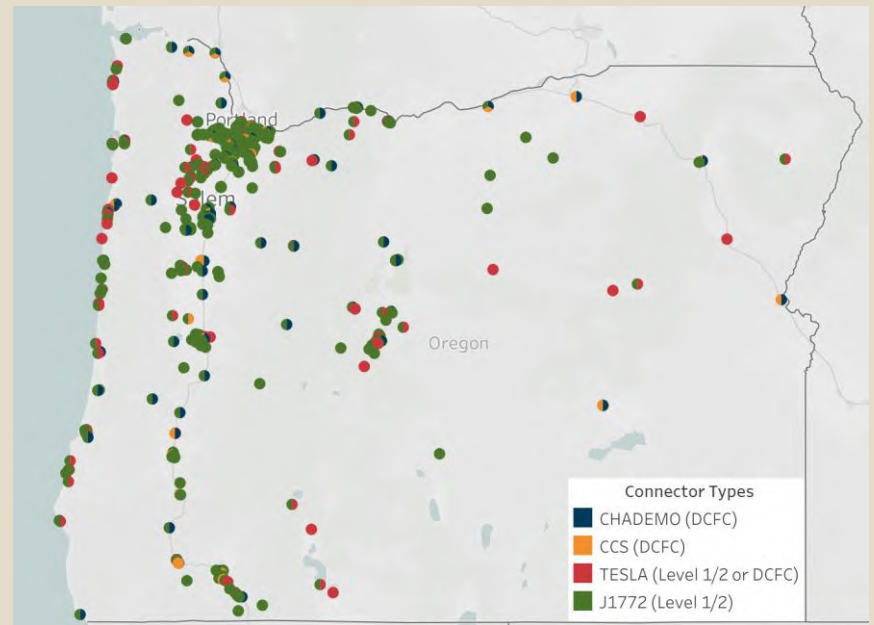 Portland
Salem
Oregon
Connector Types
CHADEMO (DCFC)
CCS (DCFC)
TESLA (Level 1/2 or DCFC)
J1772 (Level 1/2)